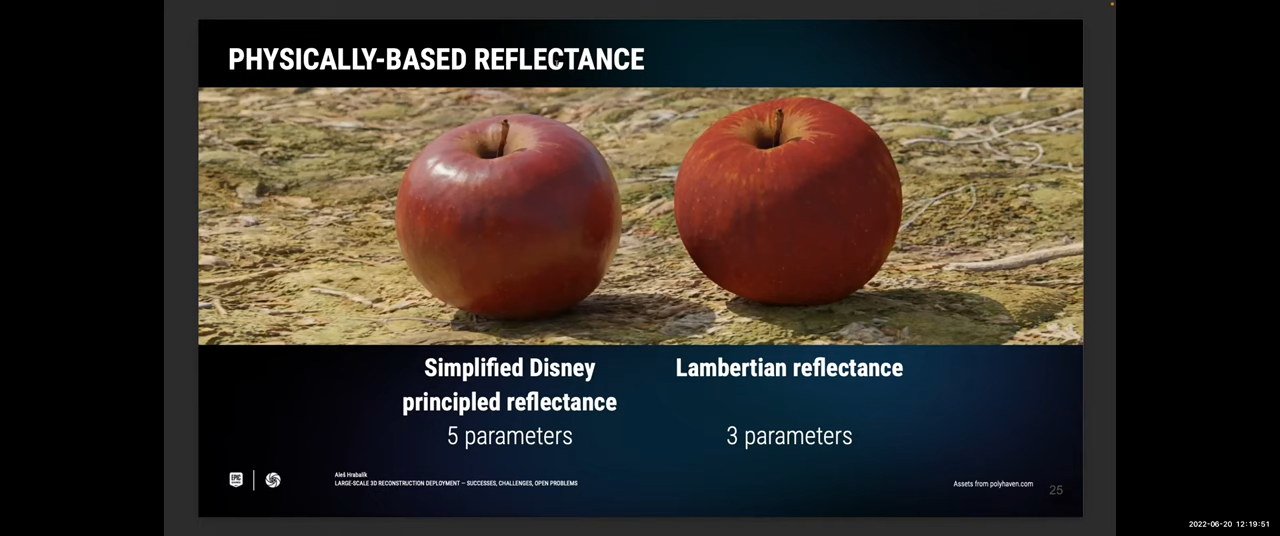 PHYSICALLY-BASED REFLECTANCE
Simplified Disney
principled reflectance
5 parameters
Lambertian reflectance
3 parameters
EPIC
Aleš Hrabalík
LARGE-SCALE 3D RECONSTRUCTION DEPLOYMENT – SUCCESSES, CHALLENGES, OPEN PROBLEMS
Assets from polyhaven.com
25
2022-06-20 12:19:51